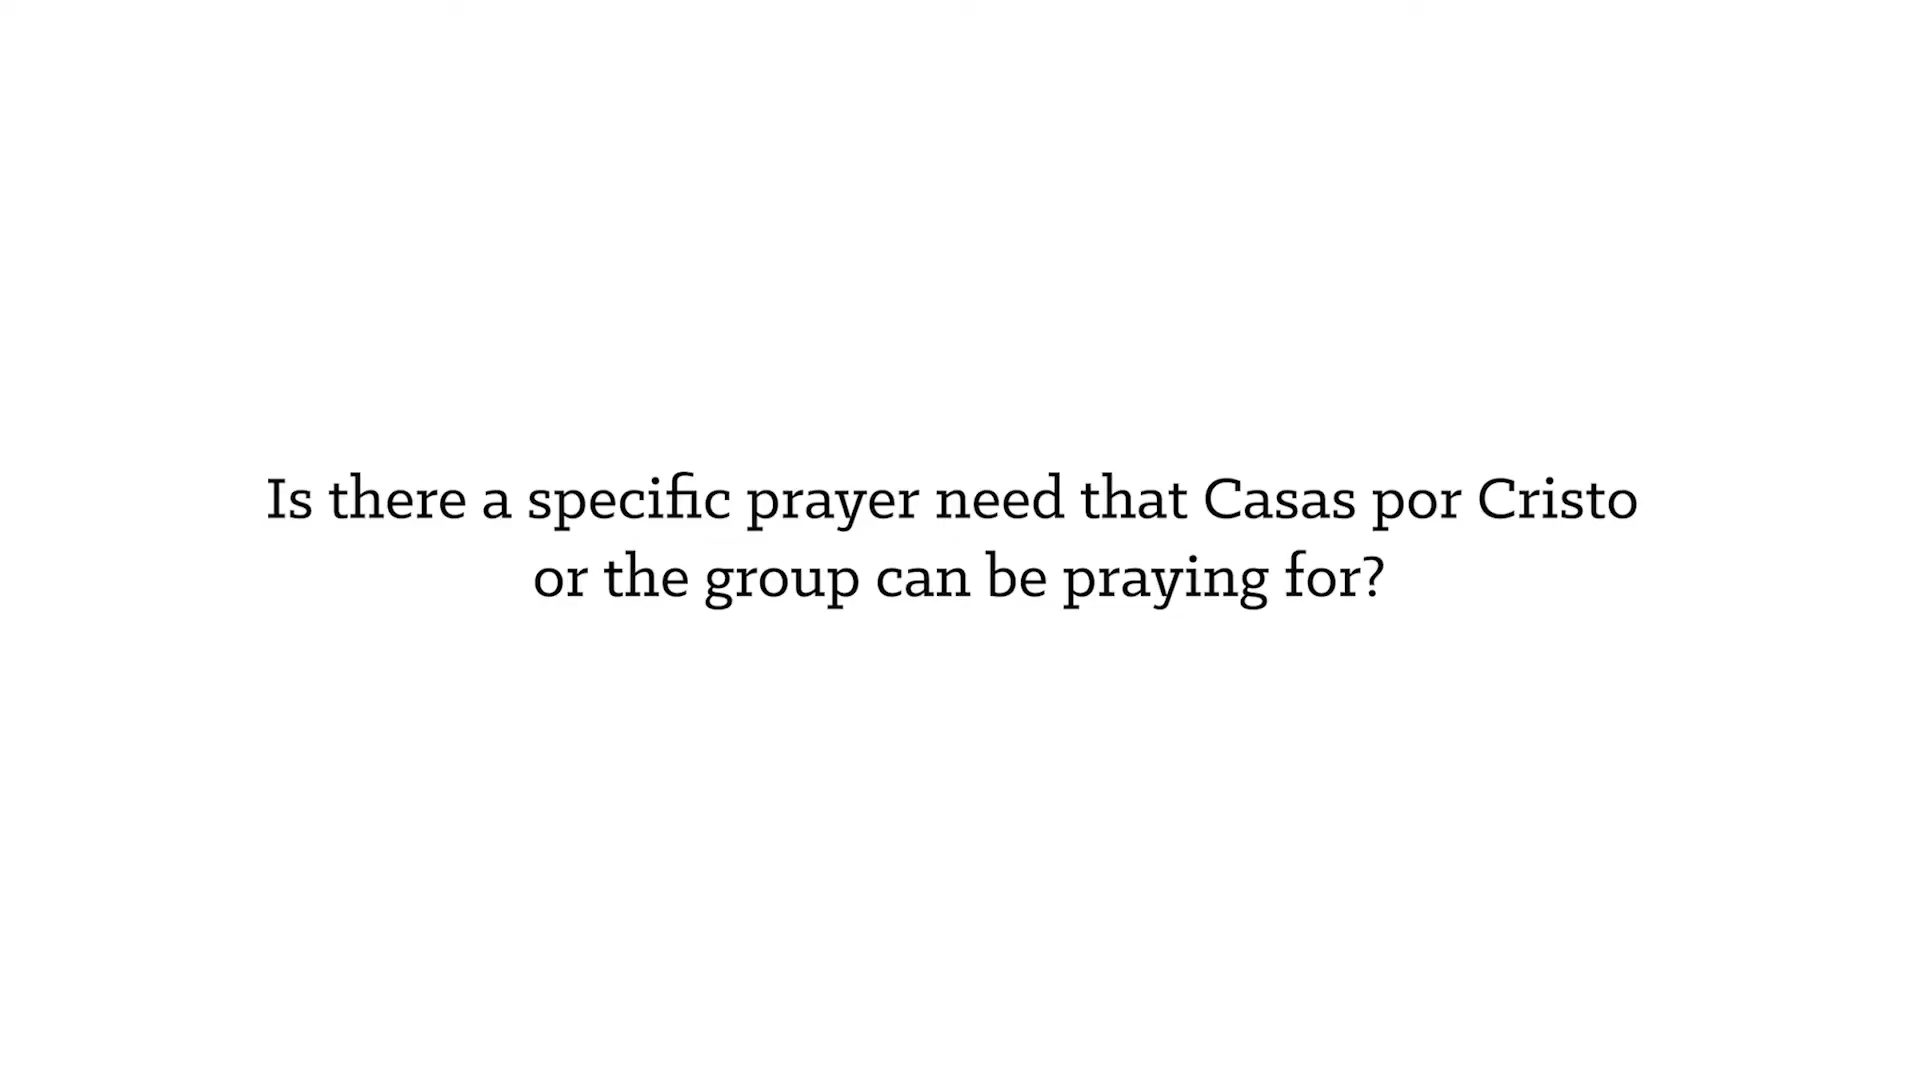 Is there a specific prayer need that Casas por Cristo
or the group can be praying for?